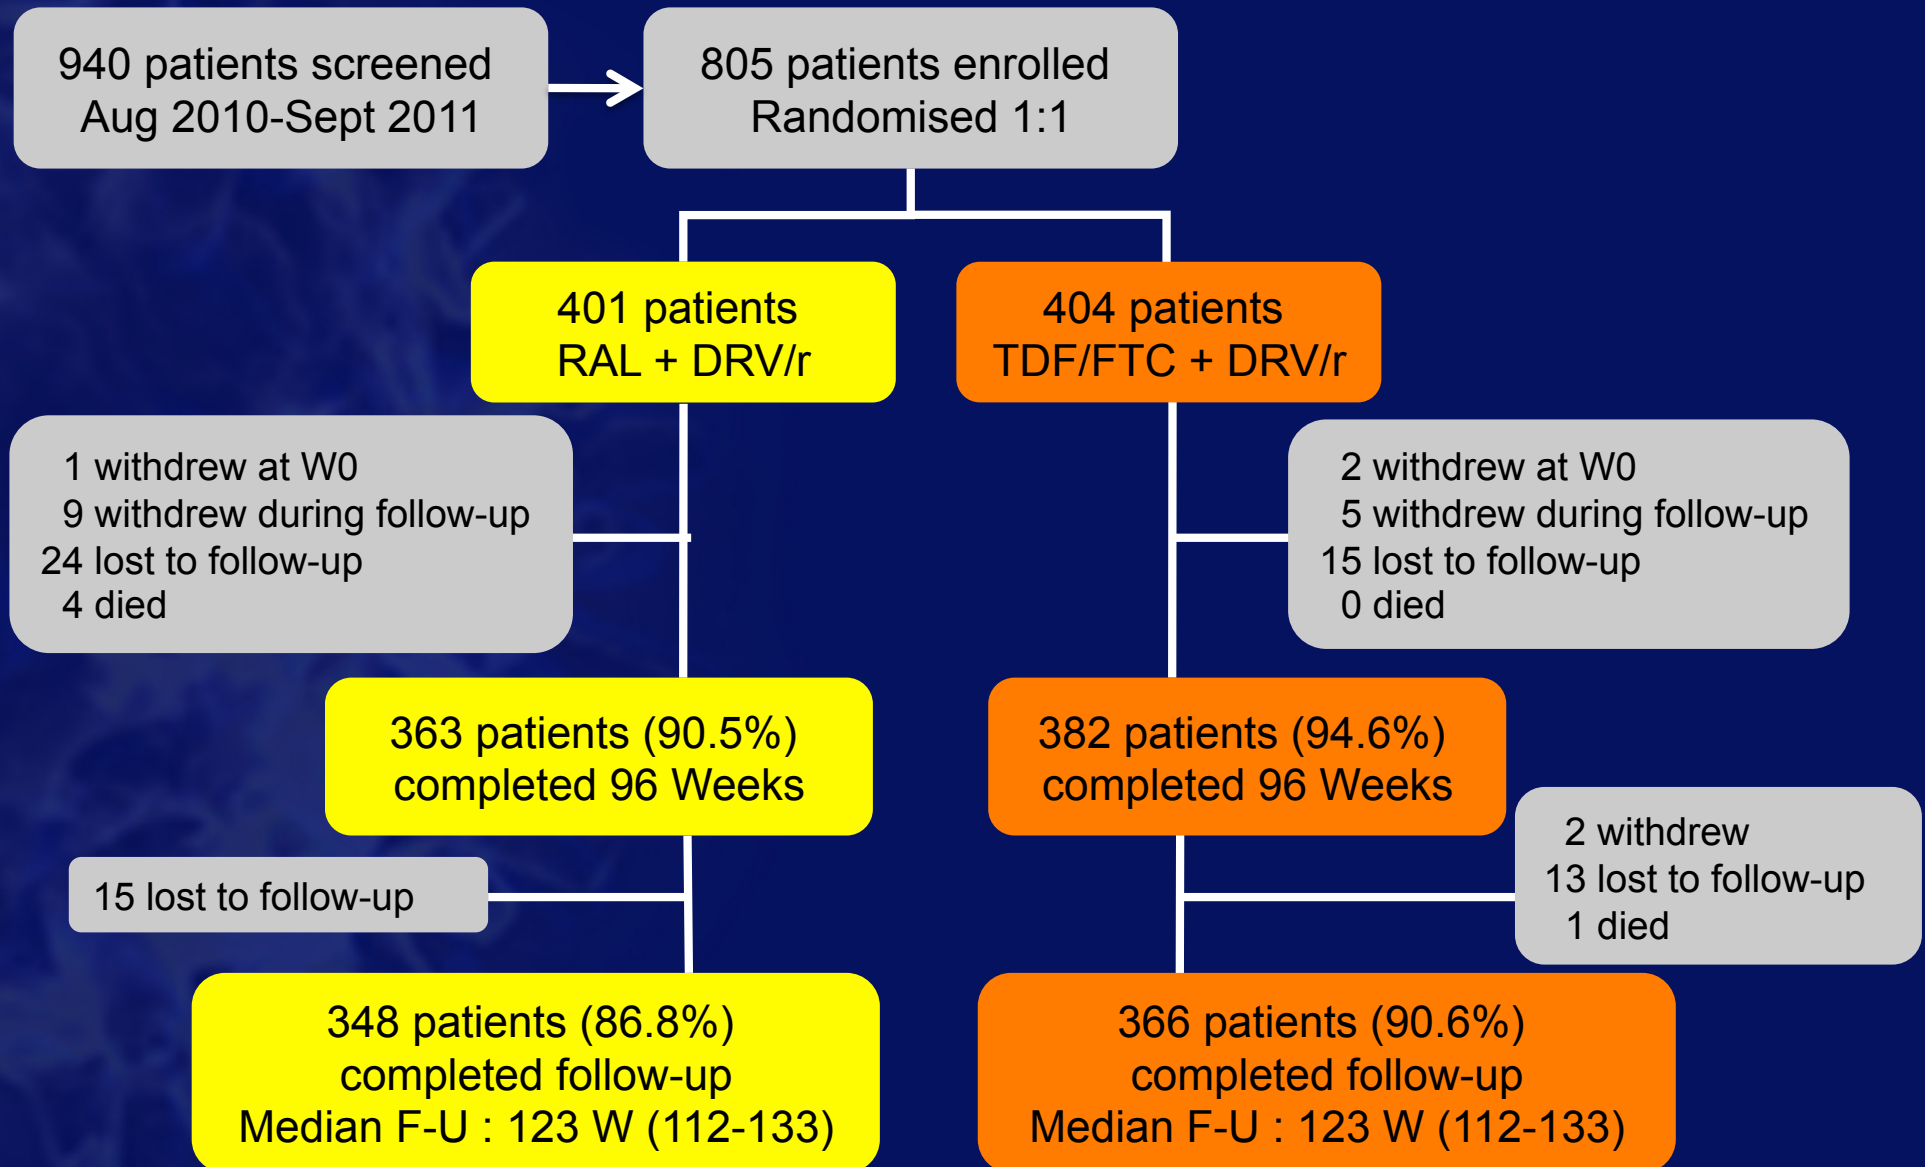 940 patients screened
Aug 2010-Sept 2011
805 patients enrolled
Randomised 1:1
401 patients
RAL + DRV/r
404 patients
TDF/FTC + DRV/r
1 withdrew at W0
9 withdrew during follow-up
24 lost to follow-up
4 died
2 withdrew at W0
5 withdrew during follow-up
15 lost to follow-up
0 died
363 patients (90.5%)
completed 96 Weeks
382 patients (94.6%)
completed 96 Weeks
15 lost to follow-up
2 withdrew
13 lost to follow-up
1 died
348 patients (86.8%)
completed follow-up
Median F-U : 123 W (112-133)
366 patients (90.6%)
completed follow-up
Median F-U : 123 W (112-133)